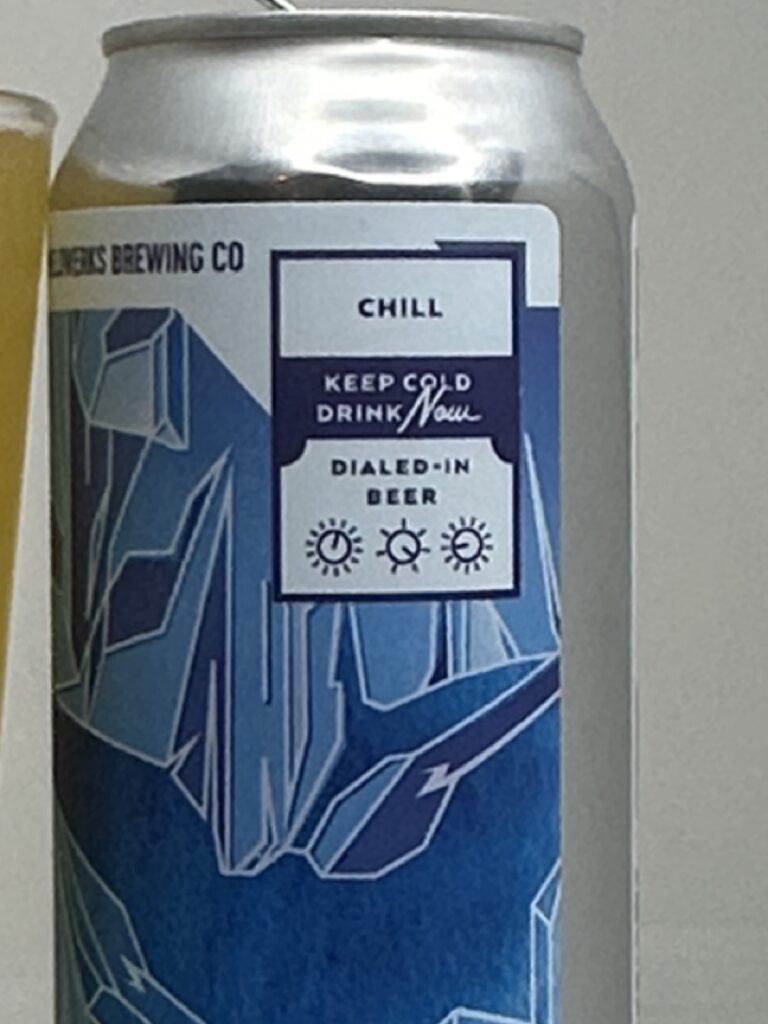 BREWING CO
CHILL
KEEP COLD
DRINK Now
DIALED-IN
BEER